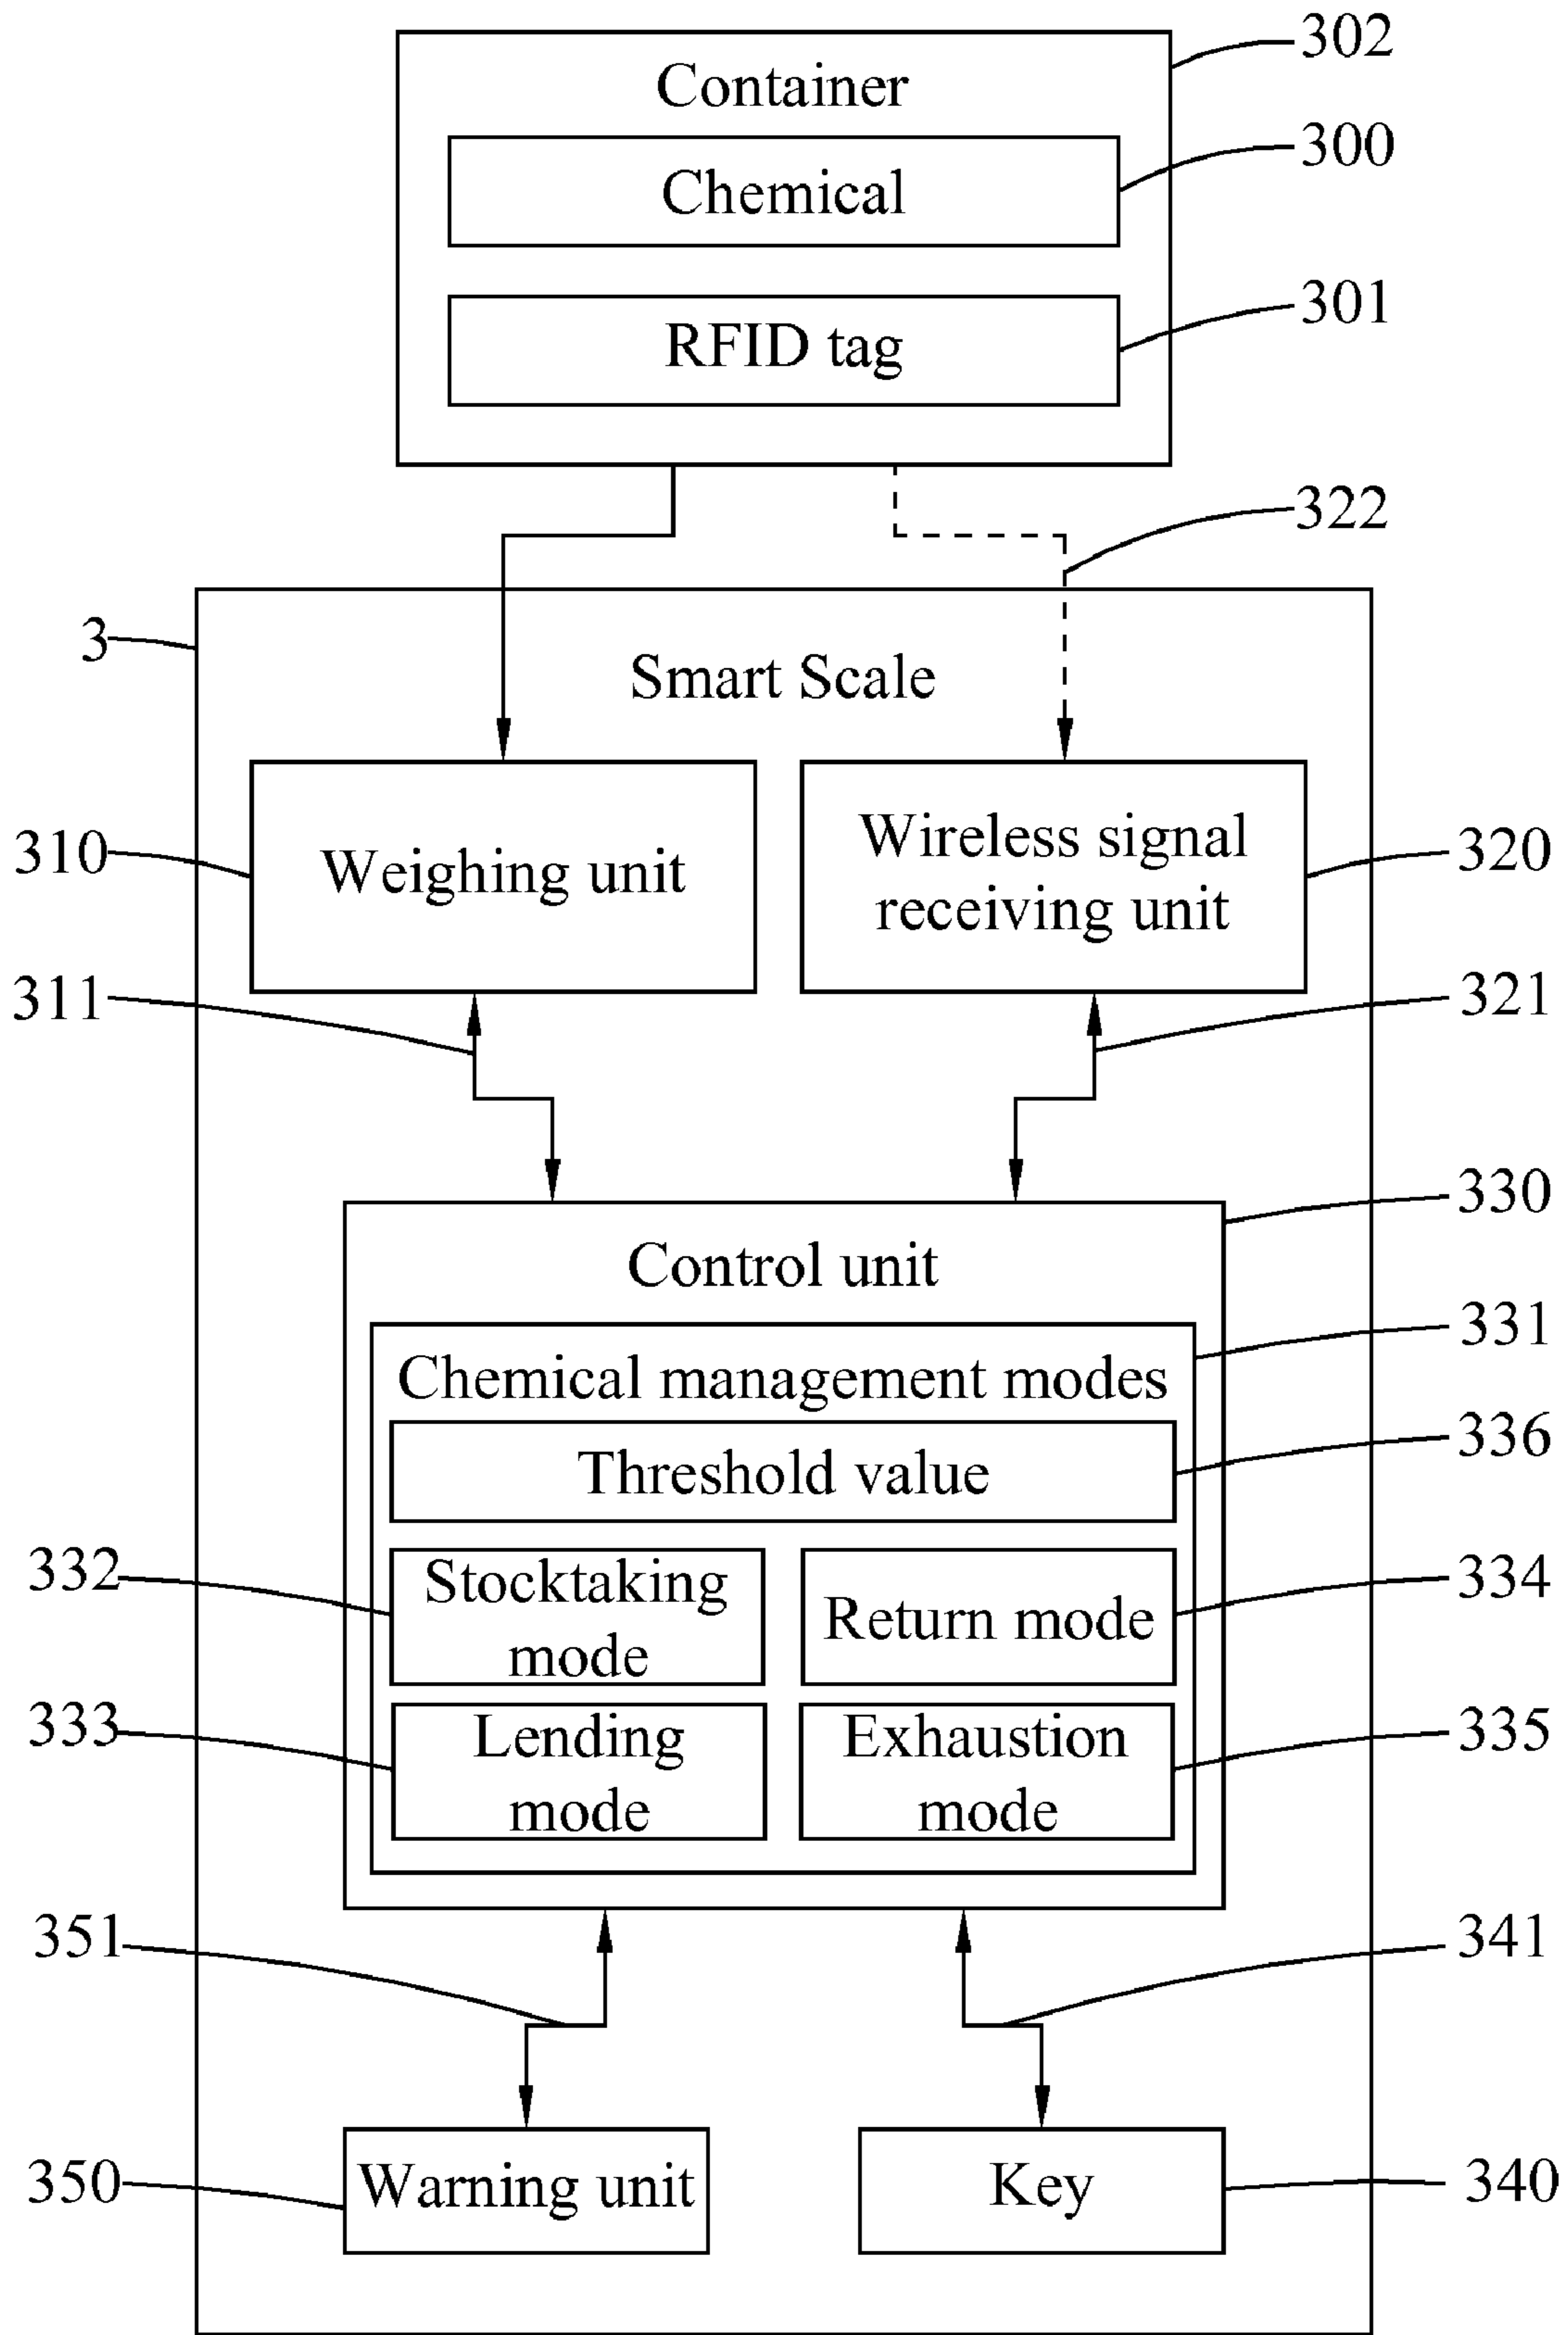 302
Container
300
Chemical
301
RFID tag
322
3
Smart Scale
310
Weighing unit
Wireless signal
receiving unit
320
311
321
330
Control unit
331
Chemical management modes
336
Threshold value
332
Stocktaking
mode
Return mode
334
333
Lending
mode
Exhaustion
mode
335
351
341
350
Warning unit
Key
340